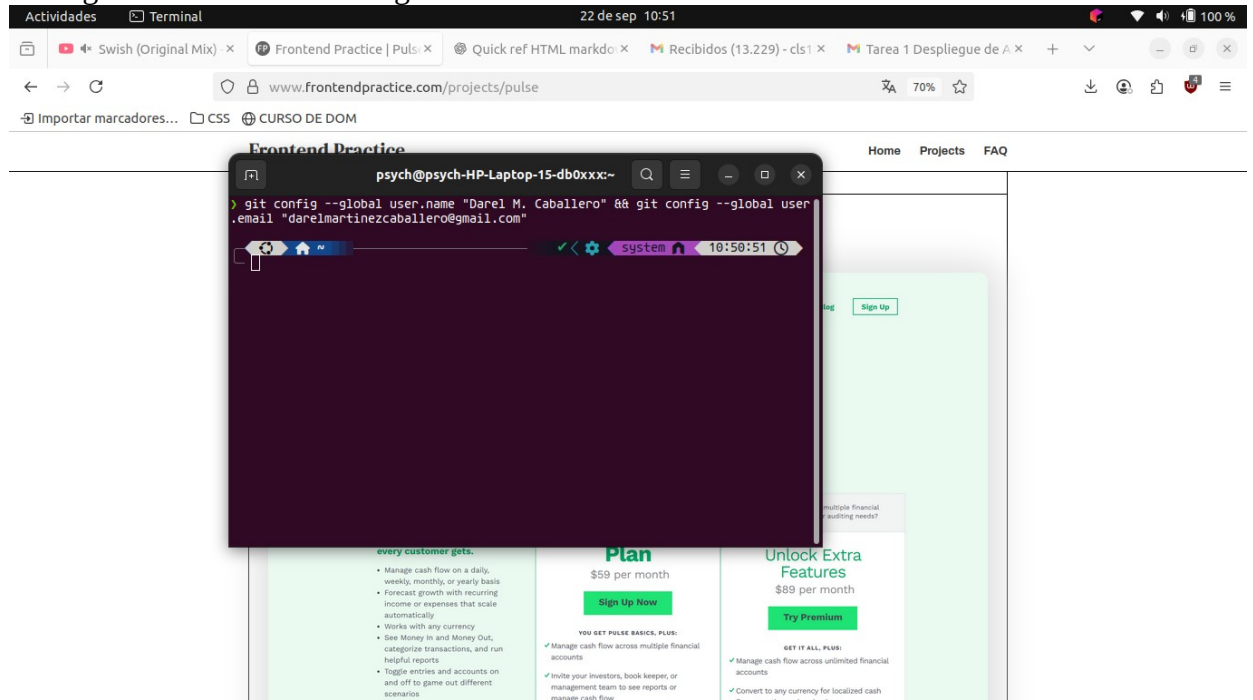 Actividades Terminal 22 de sep 10:51 100 %
Swish (Original Mix) Frontend Practice | Puls Quick ref HTML markdo Recibidos (13.229) - cls1 Tarea 1 Despliegue de A
www.frontendpractice.com/projects/pulse 70% 4
Importar marcadores… CSS CURSO DE DOM
Frontend Practice Home Projects FAQ
psych@psych-HP-Laptop-15-db0xxx:~
❯ git config --global user.name "Darel M. Caballero" && git config --global user
.email "darelmartinezcaballero@gmail.com"
~ ✔ system 10:50:51
Sign Up
multiple financial
auditing needs?
every customer gets.
• Manage cash flow on a daily,
weekly, monthly, or yearly basis
• Forecast growth with recurring
income or expenses that scale
automatically
• Works with any currency
• See Money In and Money Out,
categorize transactions, and run
helpful reports
• Toggle entries and accounts on
and off to game out different
scenarios
Plan
$59 per month
Sign Up Now
YOU GET PULSE BASICS, PLUS:
✔ Manage cash flow across multiple financial
accounts
✔ Invite your investors, book keeper, or
management team to see reports or
manage cash flow
Unlock Extra
Features
$89 per month
Try Premium
GET IT ALL, PLUS:
✔ Manage cash flow across unlimited financial
accounts
✔ Convert to any currency for localized cash